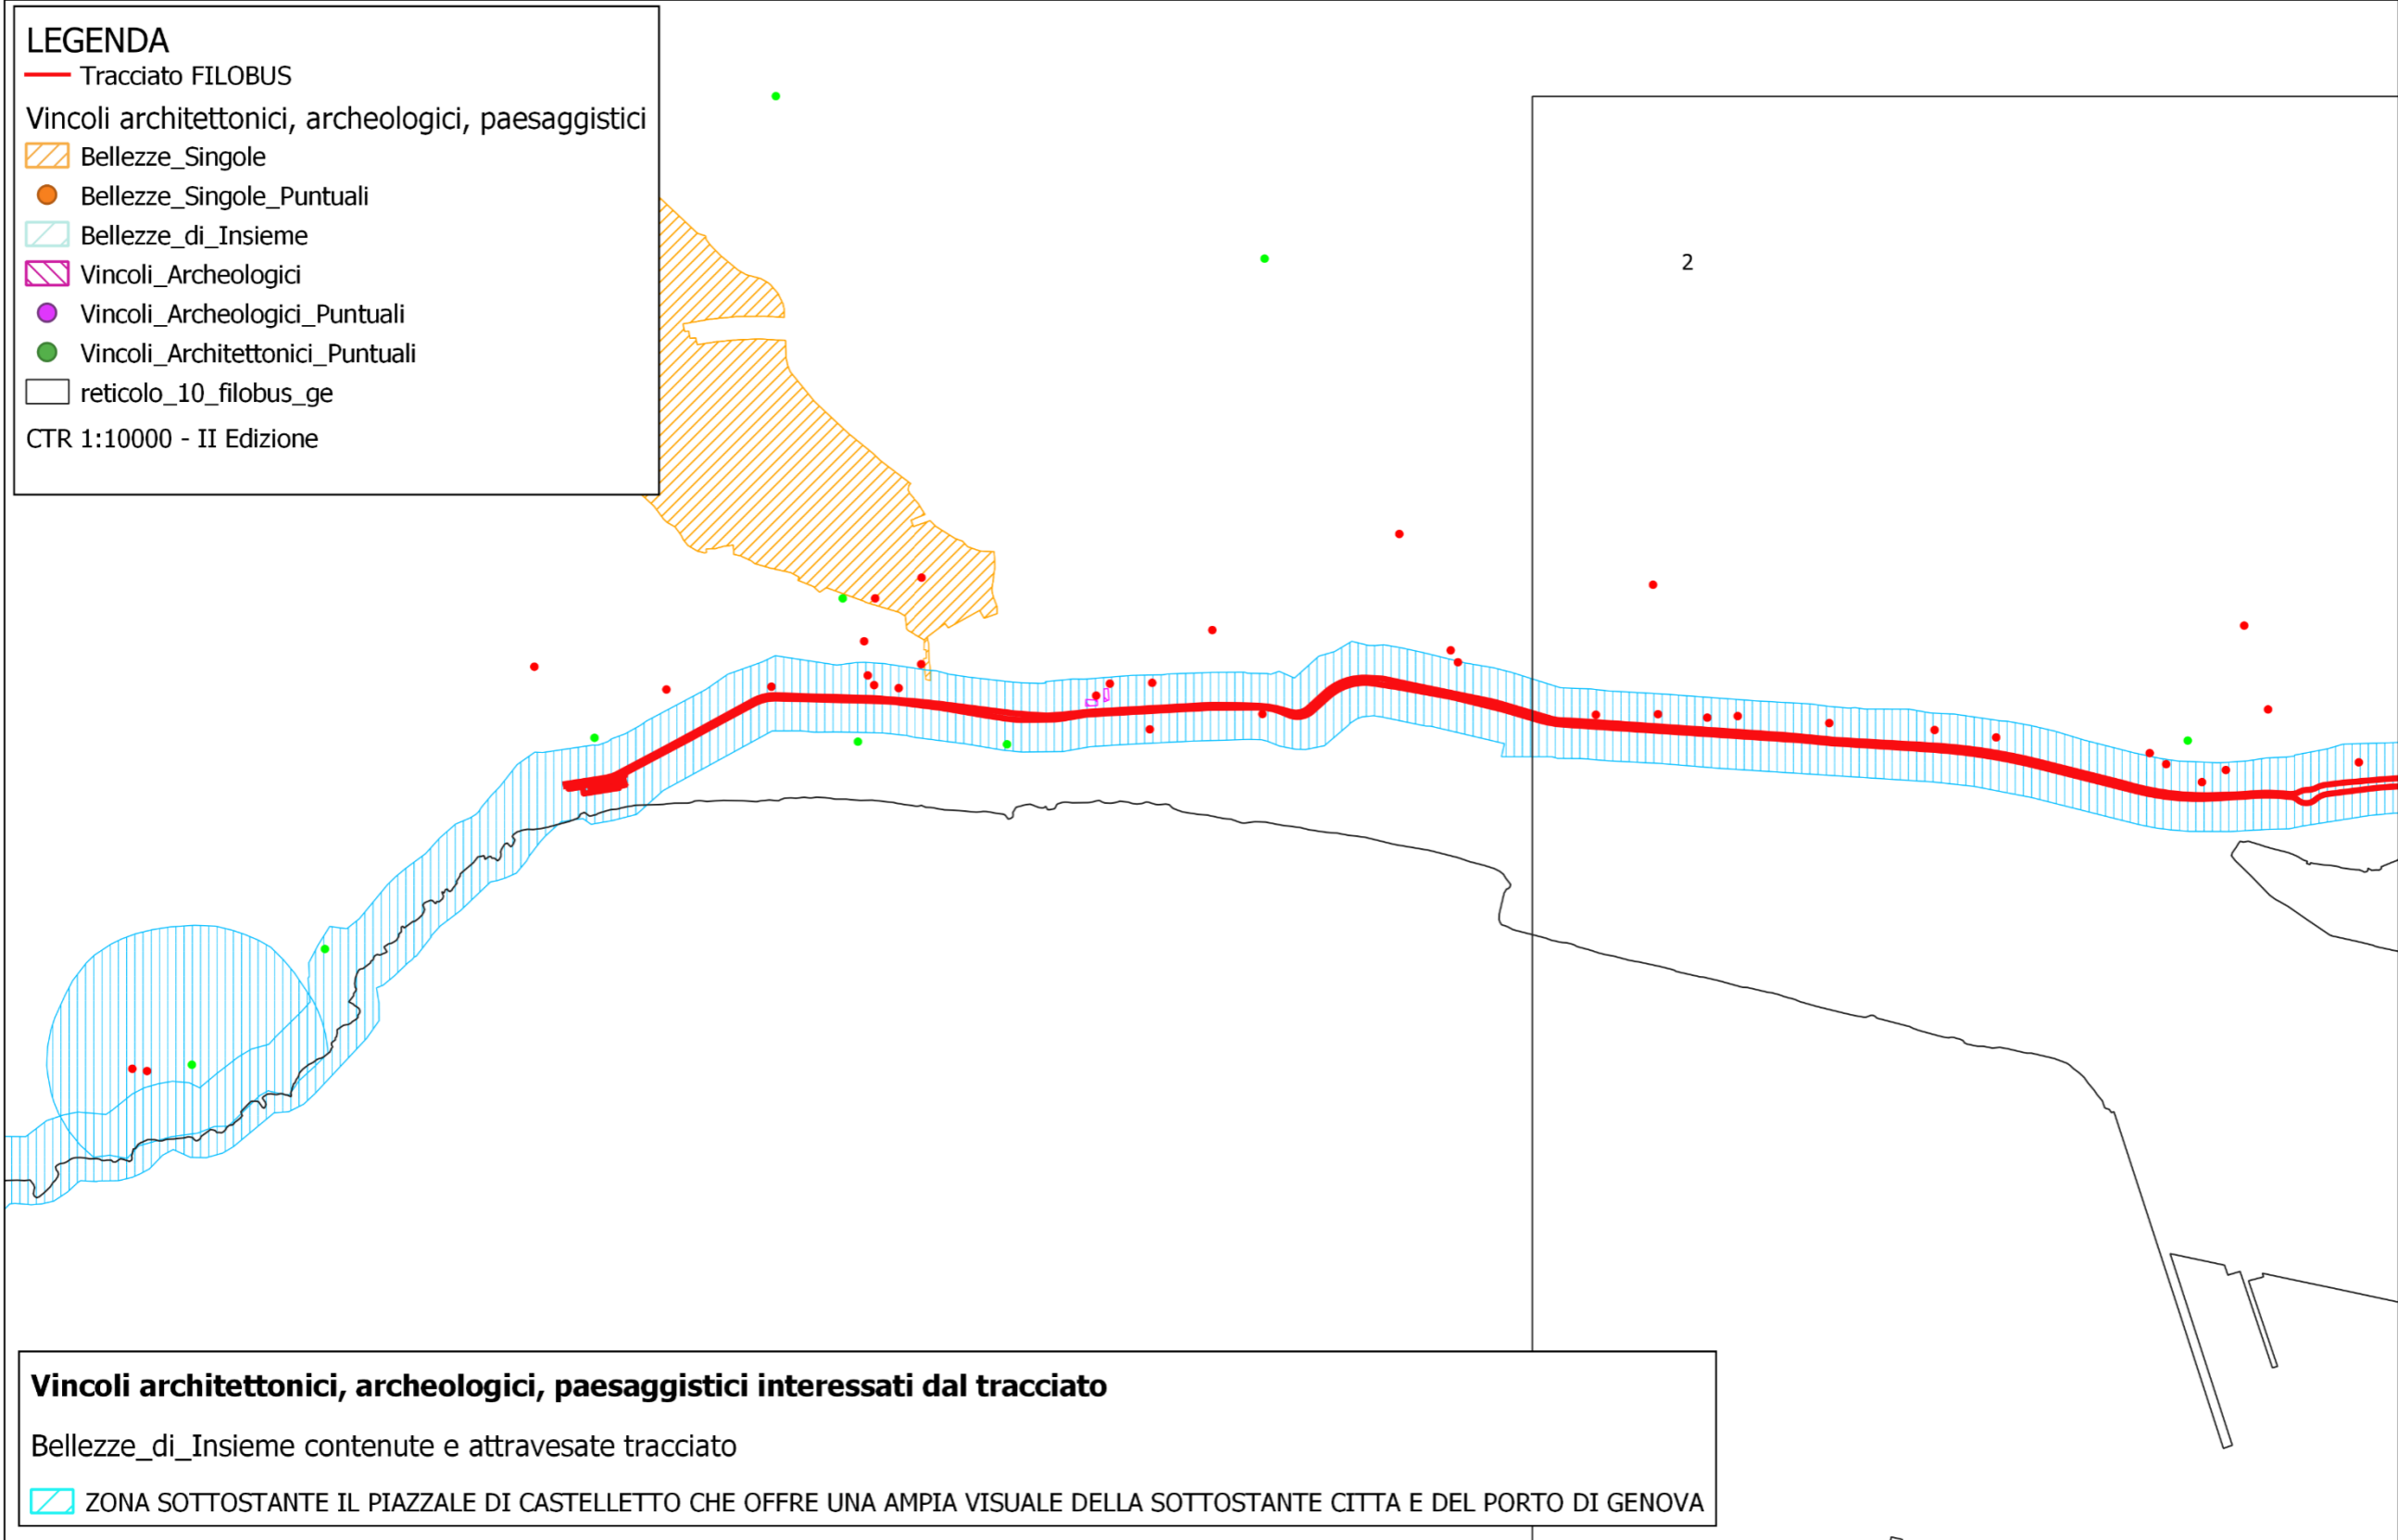 LEGENDA
Tracciato FILOBUS
Vincoli architettonici, archeologici, paesaggistici
Bellezze_Singole
Bellezze_Singole_Puntuali
Bellezze_di_Insieme
Vincoli_Archeologici
Vincoli_Archeologici_Puntuali
Vincoli_Architettonici_Puntuali
reticolo_10_filobus_ge
CTR 1:10000 - II Edizione
2
Vincoli architettonici, archeologici, paesaggistici interessati dal tracciato
Bellezze_di_Insieme contenute e attravesate tracciato
ZONA SOTTOSTANTE IL PIAZZALE DI CASTELLETTO CHE OFFRE UNA AMPIA VISUALE DELLA SOTTOSTANTE CITTA E DEL PORTO DI GENOVA